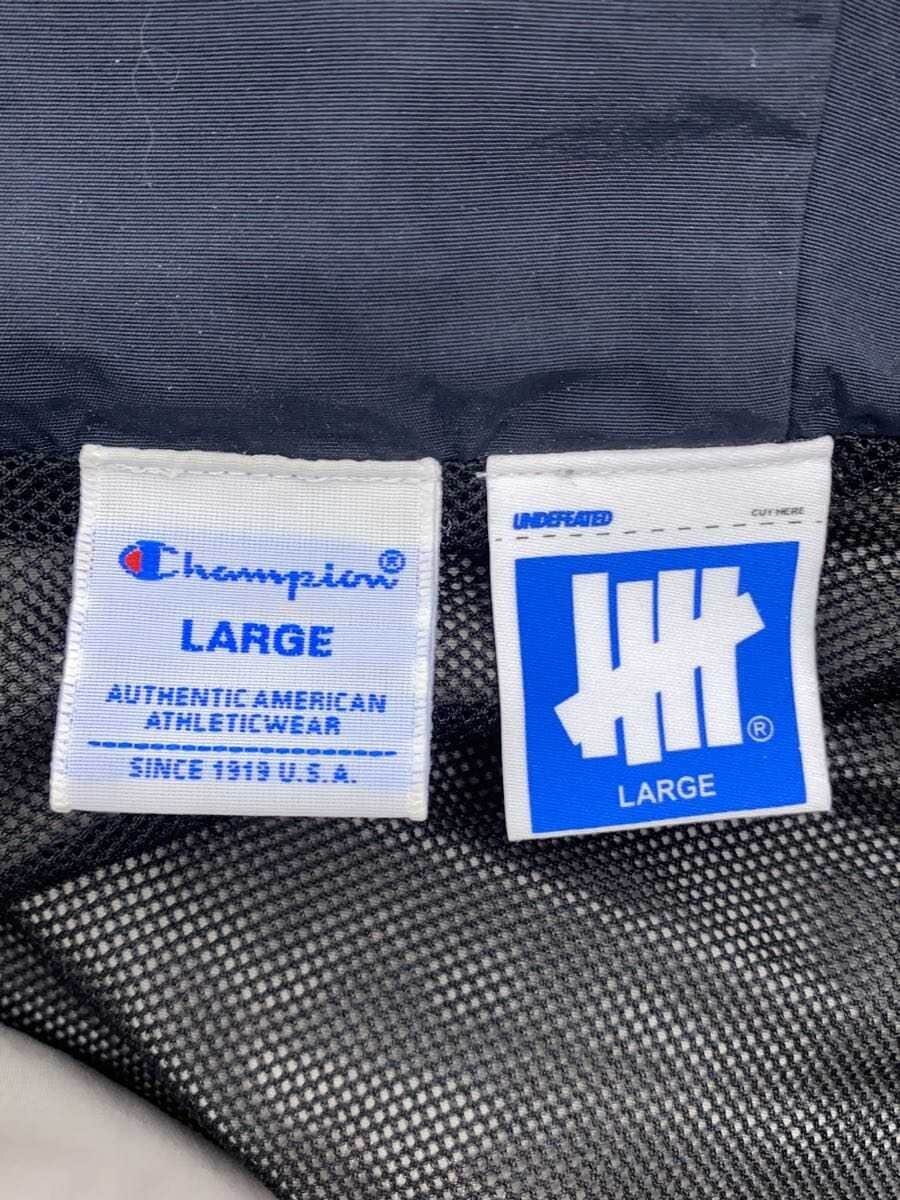 Champion®
LARGE
AUTHENTIC AMERICAN
ATHLETICWEAR
SINCE 1919 U.S.A.
UNDEFEATED
CUT HERE
®
LARGE